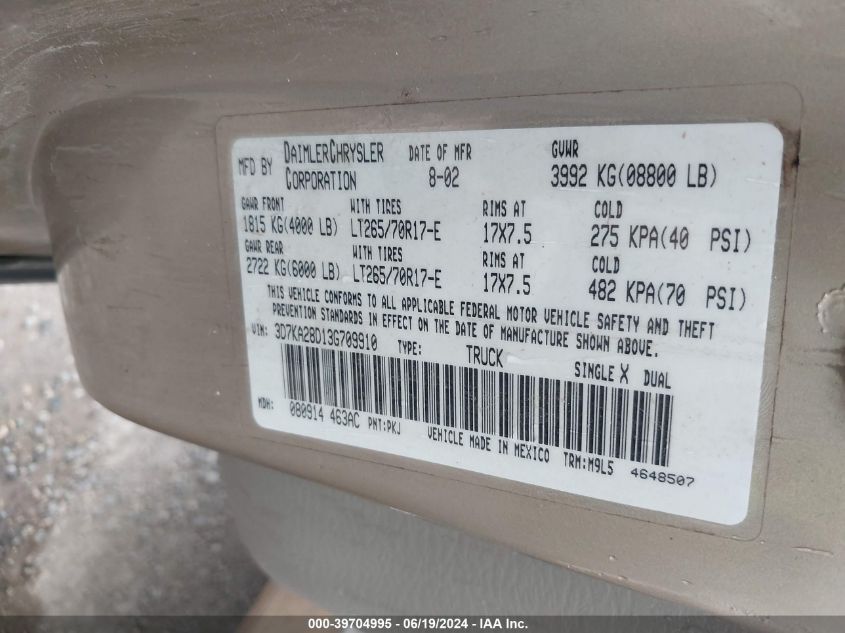 MFD BY DAIMLERCHRYSLER CORPORATION DATE OF MFR 8-02 GVWR 3992 KG(08800 LB)
GAWR FRONT WITH TIRES RIMS AT COLD
1815 KG(4000 LB) LT265/70R17-E 17X7.5 275 KPA(40 PSI)
GAWR REAR WITH TIRES RIMS AT COLD
2722 KG(6000 LB) LT265/70R17-E 17X7.5 482 KPA(70 PSI)
THIS VEHICLE CONFORMS TO ALL APPLICABLE FEDERAL MOTOR VEHICLE SAFETY AND THEFT
PREVENTION STANDARDS IN EFFECT ON THE DATE OF MANUFACTURE SHOWN ABOVE.
VIN: 3D7KA28D13G709910 TYPE: TRUCK SINGLE X DUAL
MDH: 080914 463AC PNT:PKJ VEHICLE MADE IN MEXICO TRM:M9L5 4648507
000-39704995 - 06/19/2024 - IAA Inc.